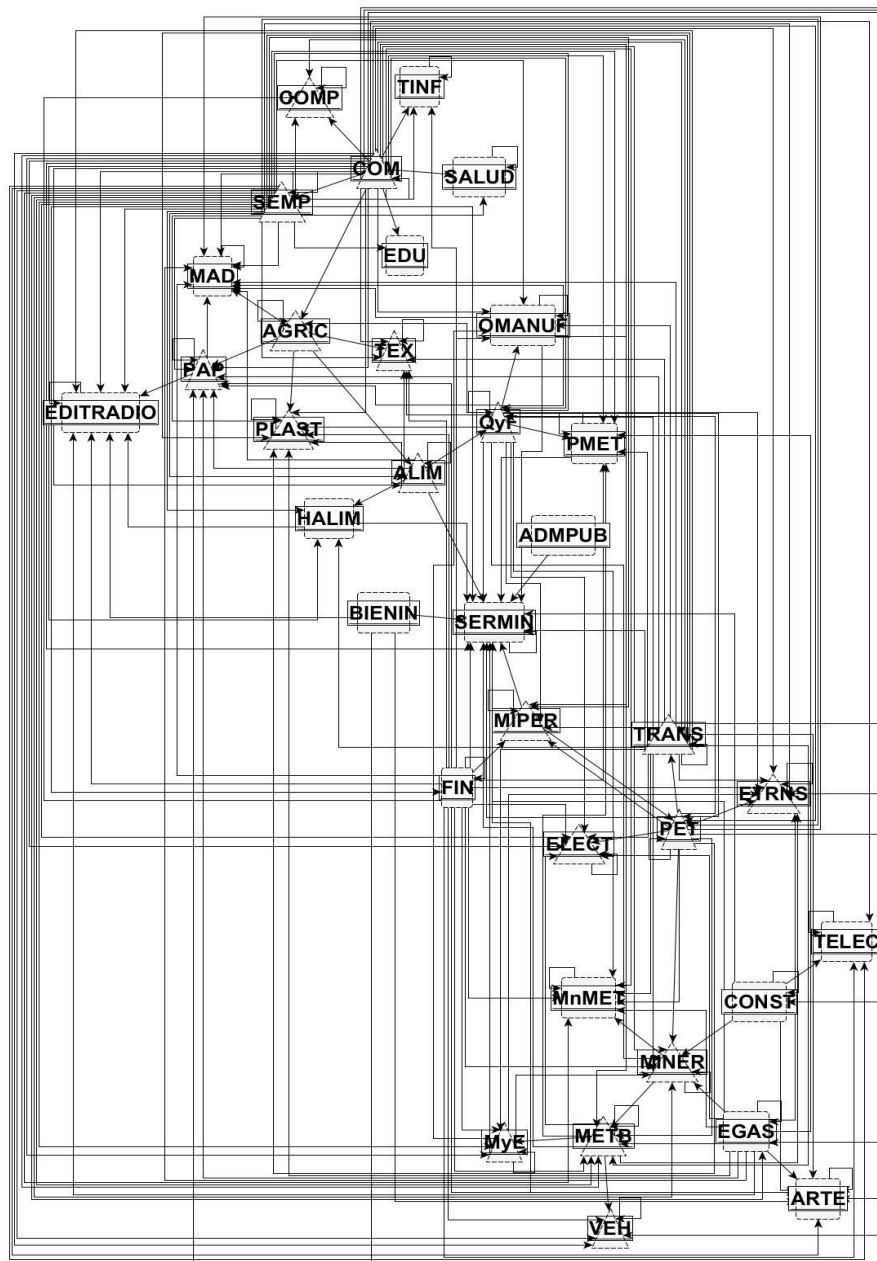 COMP
TINF
COM
SALUD
SEMP
EDU
MAD
AGRIC
OMANUF
TEX
PAP
EDITRADIO
PLAST
QyF
PMET
ALIM
HALIM
ADMPUB
BIENIN
SERMIN
MIPER
TRANS
FIN
ETRNS
PET
ELECT
TELEC
MnMET
CONST
MINER
MyE
METB
EGAS
ARTE
VEH